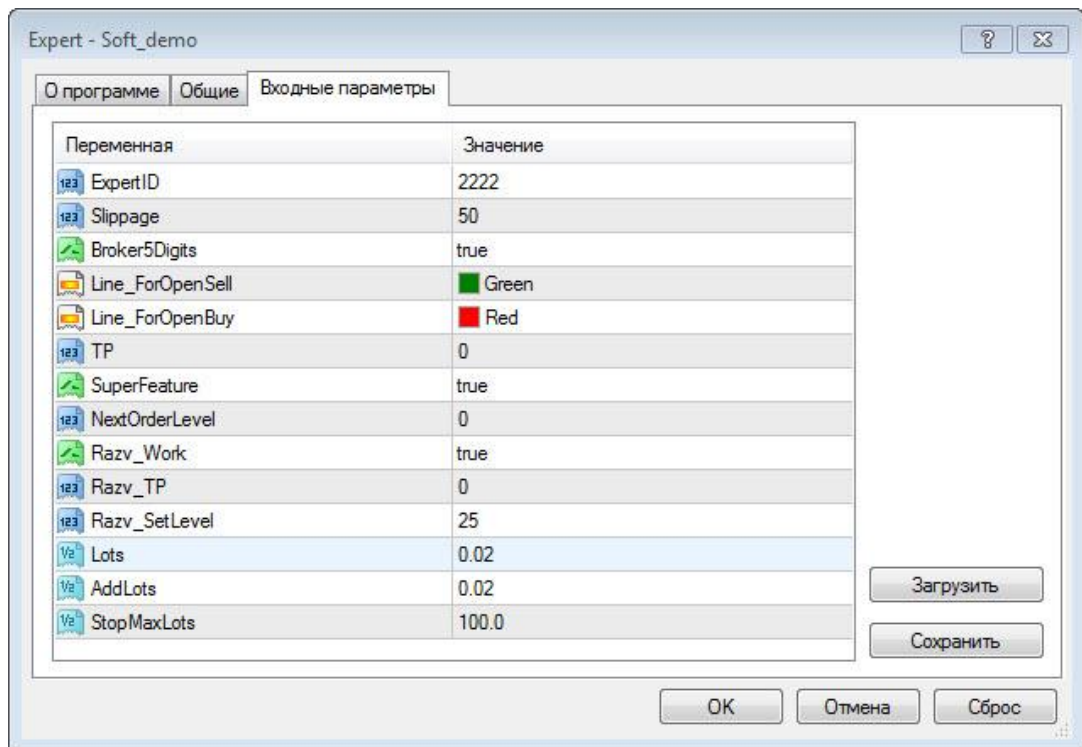 Expert - Soft_demo
О программе Общие Входные параметры
Переменная Значение
ExpertID 2222
Slippage 50
Broker5Digits true
Line_ForOpenSell Green
Line_ForOpenBuy Red
TP 0
SuperFeature true
NextOrderLevel 0
Razv_Work true
Razv_TP 0
Razv_SetLevel 25
Lots 0.02
AddLots 0.02
StopMaxLots 100.0
Загрузить
Сохранить
OK Отмена Сброс